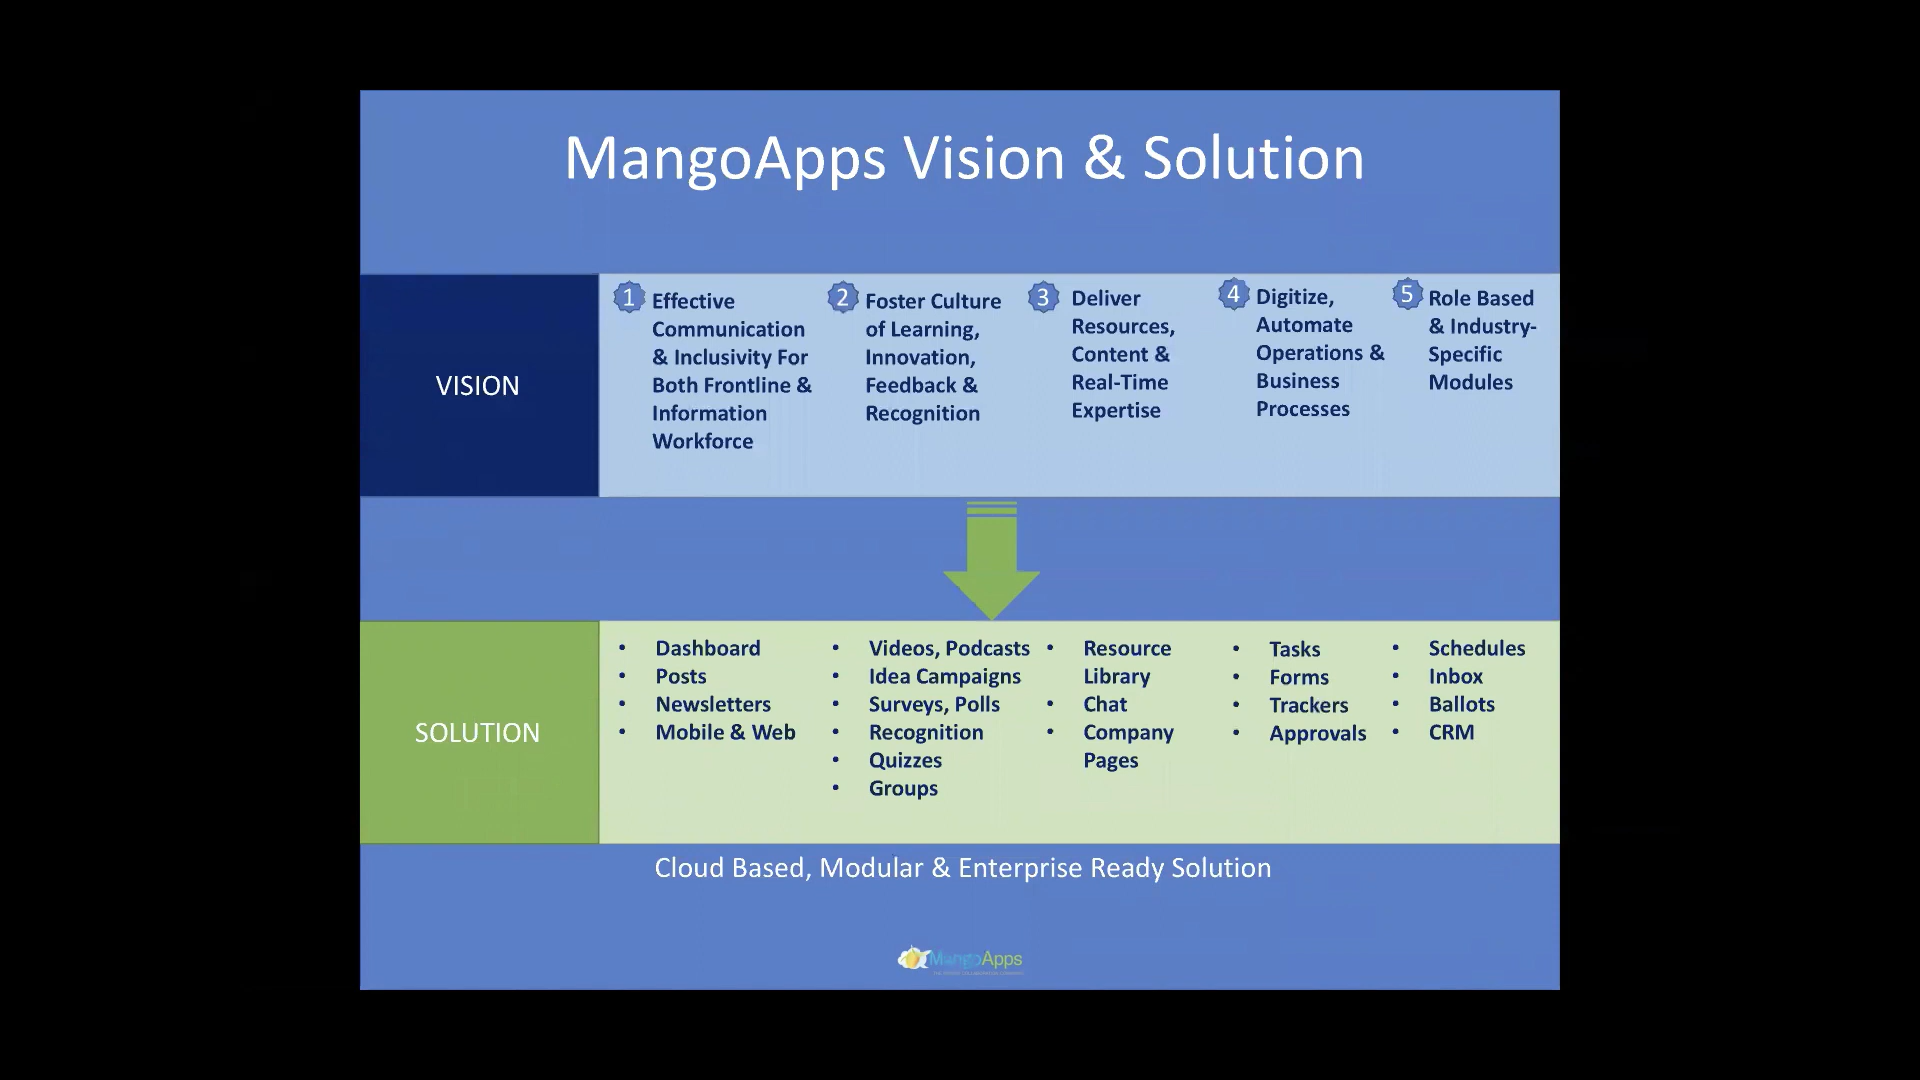 MangoApps Vision & Solution
VISION
1 Effective
Communication
& Inclusivity For
Both Frontline &
Information
Workforce
2 Foster Culture
of Learning,
Innovation,
Feedback &
Recognition
3 Deliver
Resources,
Content &
Real-Time
Expertise
4 Digitize,
Automate
Operations &
Business
Processes
5 Role Based
& Industry-
Specific
Modules
SOLUTION
• Dashboard
• Posts
• Newsletters
• Mobile & Web
• Videos, Podcasts
• Idea Campaigns
• Surveys, Polls
• Recognition
• Quizzes
• Groups
• Resource
Library
• Chat
• Company
Pages
• Tasks
• Forms
• Trackers
• Approvals
• Schedules
• Inbox
• Ballots
• CRM
Cloud Based, Modular & Enterprise Ready Solution
MangoApps